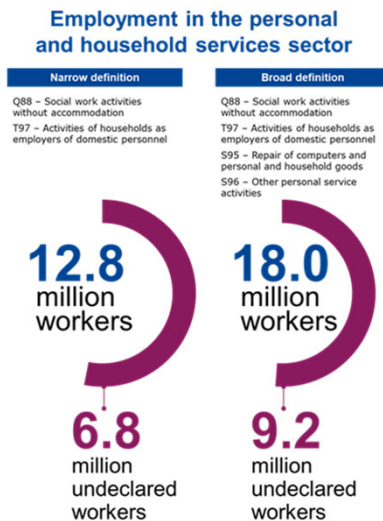 Employment in the personal
and household services sector
Narrow definition
Q88 – Social work activities
without accommodation
T97 – Activities of households as
employers of domestic personnel
12.8
million
workers
6.8
million
undeclared
workers
Broad definition
Q88 – Social work activities
without accommodation
T97 – Activities of households as
employers of domestic personnel
S95 – Repair of computers and
personal and household goods
S96 – Other personal service
activities
18.0
million
workers
9.2
million
undeclared
workers